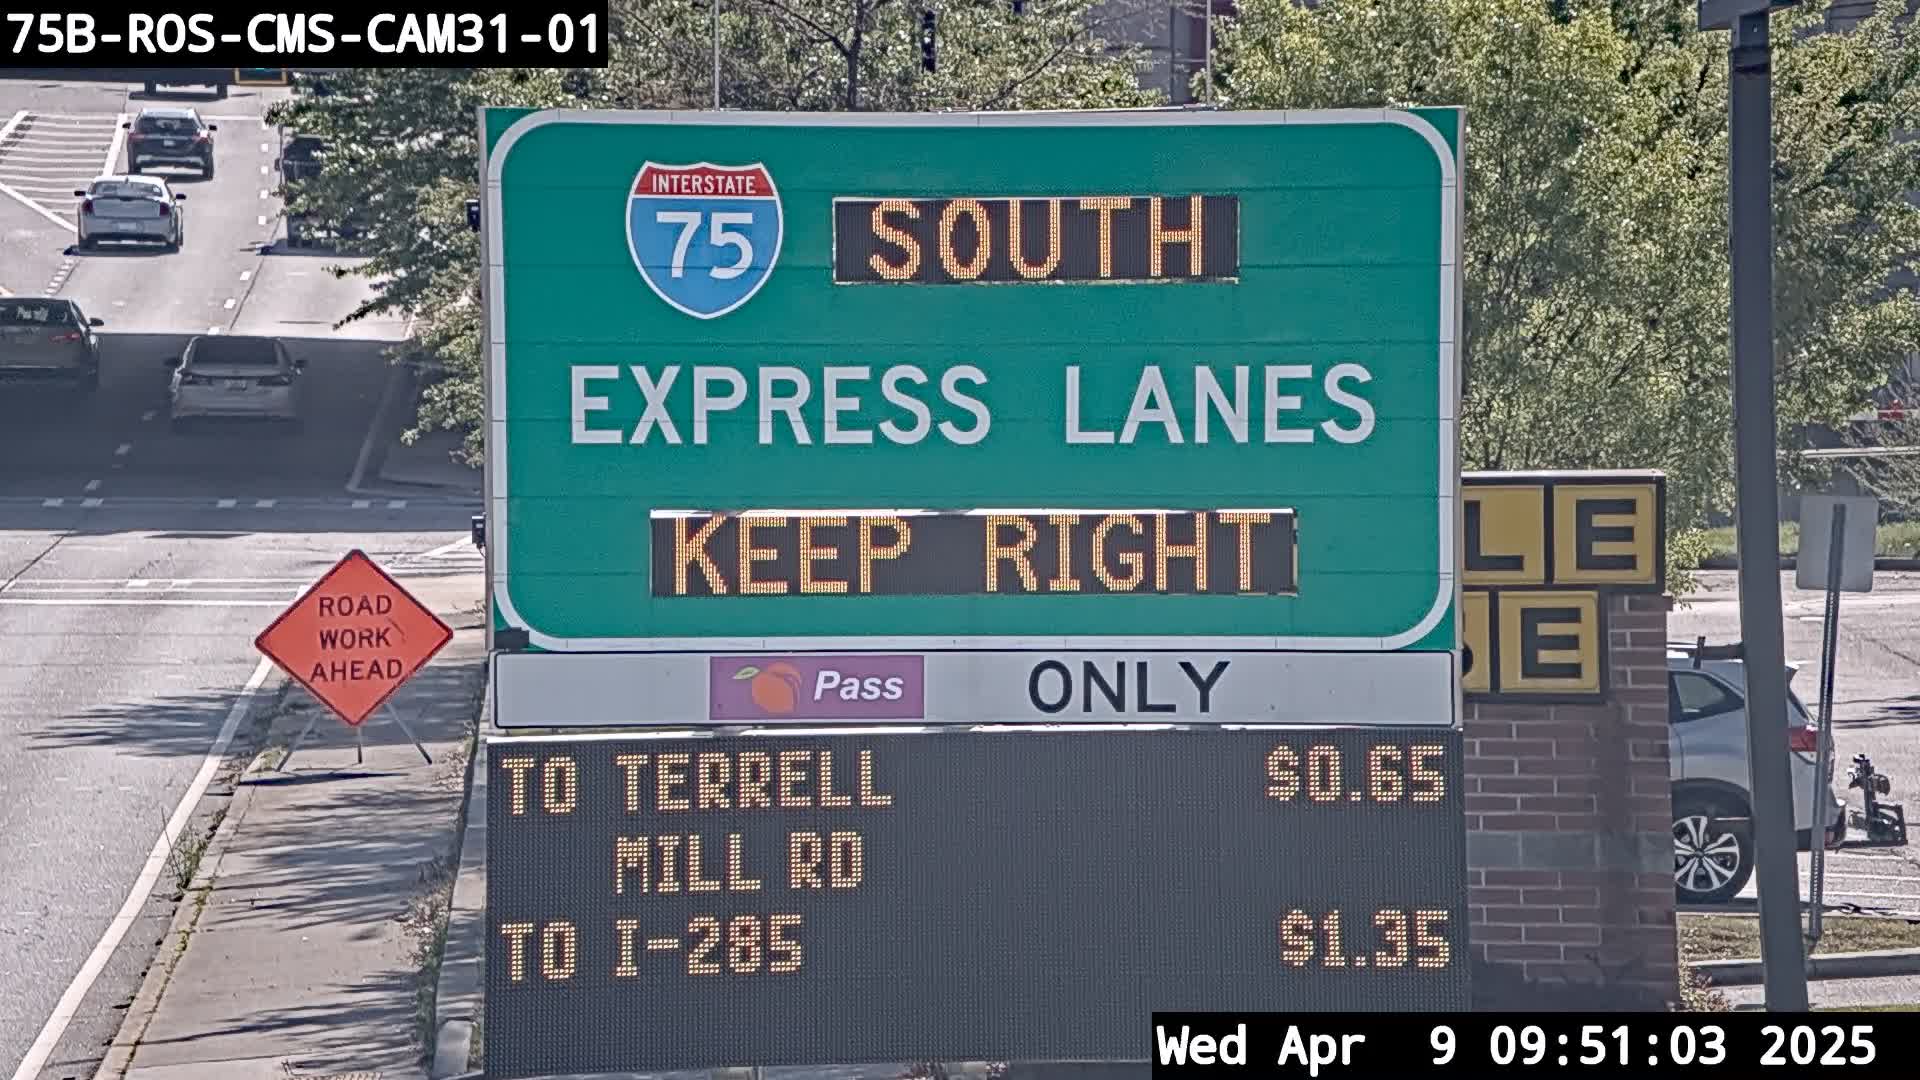 75B-ROS-CMS-CAM31-01
INTERSTATE
75
SOUTH
EXPRESS LANES
KEEP RIGHT
Pass ONLY
TO TERRELL $0.65
MILL RD
TO I-285 $1.35
ROAD
WORK
AHEAD
LE
E
Wed Apr 9 09:51:03 2025